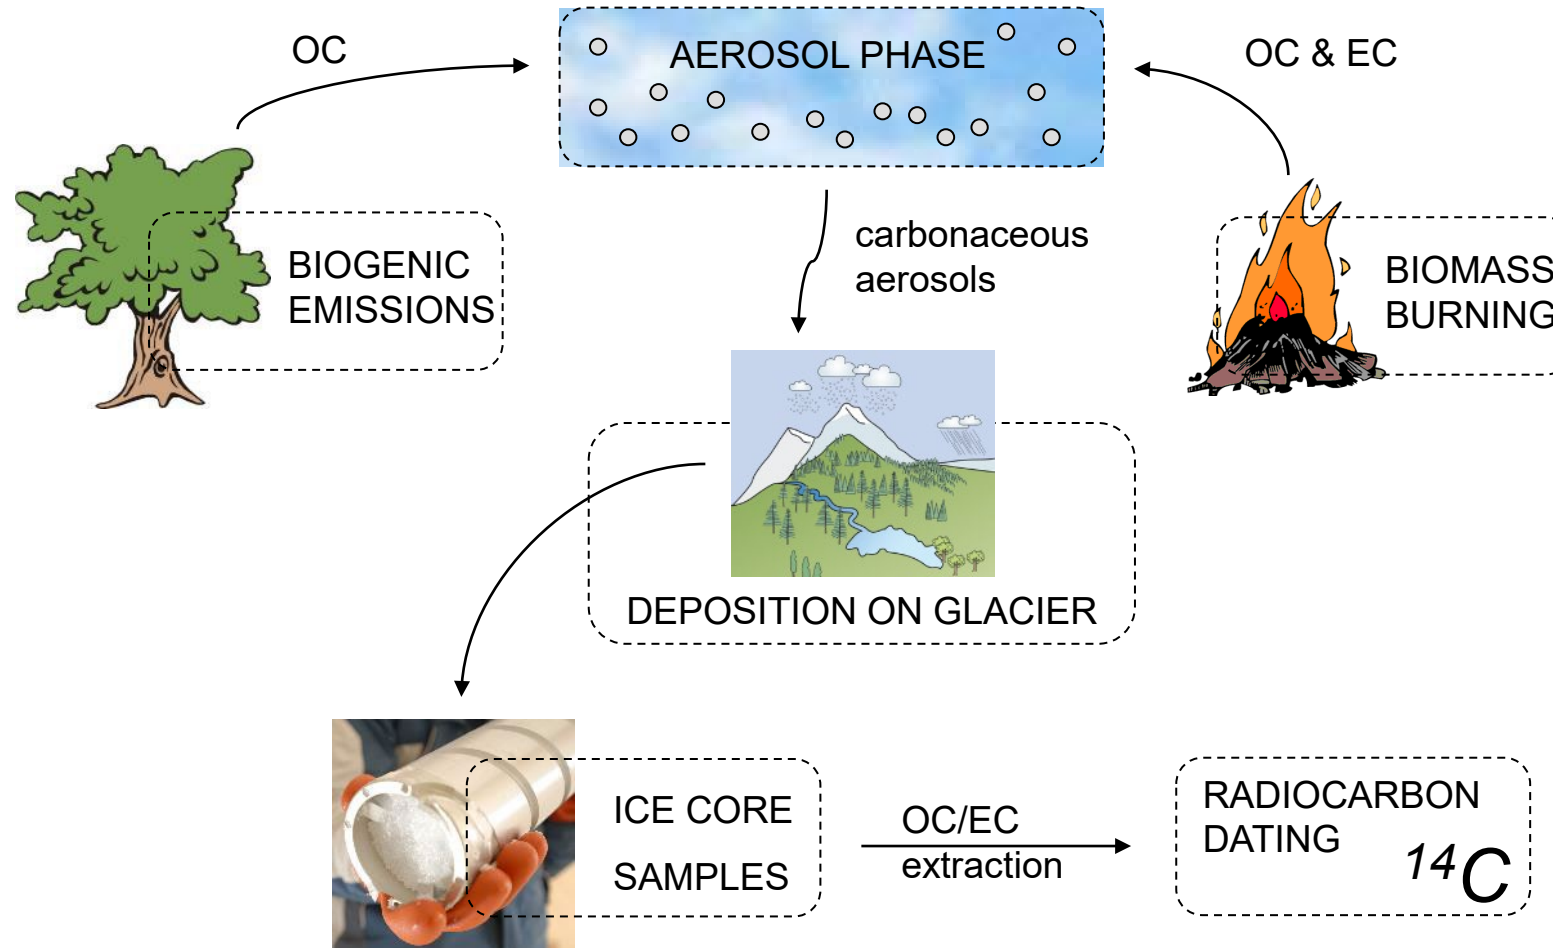 OC
AEROSOL PHASE
OC & EC
carbonaceous
aerosols
BIOGENIC
EMISSIONS
BIOMASS
BURNING
DEPOSITION ON GLACIER
ICE CORE
SAMPLES
OC/EC
extraction
RADIOCARBON
DATING
¹⁴C